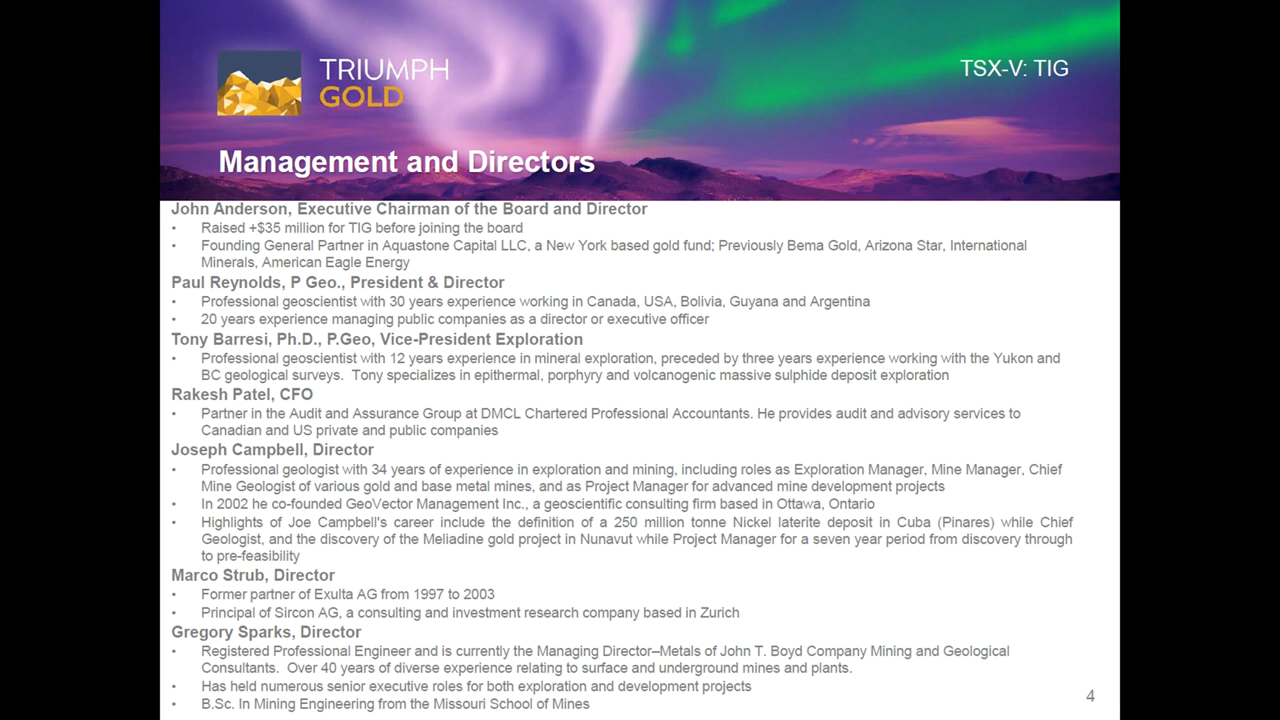 TRIUMPH
GOLD
TSX-V: TIG
Management and Directors
John Anderson, Executive Chairman of the Board and Director
• Raised +$35 million for TIG before joining the board
• Founding General Partner in Aquastone Capital LLC, a New York based gold fund; Previously Bema Gold, Arizona Star, International
Minerals, American Eagle Energy
Paul Reynolds, P Geo., President & Director
• Professional geoscientist with 30 years experience working in Canada, USA, Bolivia, Guyana and Argentina
• 20 years experience managing public companies as a director or executive officer
Tony Barresi, Ph.D., P.Geo, Vice-President Exploration
• Professional geoscientist with 12 years experience in mineral exploration, preceded by three years experience working with the Yukon and
BC geological surveys.  Tony specializes in epithermal, porphyry and volcanogenic massive sulphide deposit exploration
Rakesh Patel, CFO
• Partner in the Audit and Assurance Group at DMCL Chartered Professional Accountants. He provides audit and advisory services to
Canadian and US private and public companies
Joseph Campbell, Director
• Professional geologist with 34 years of experience in exploration and mining, including roles as Exploration Manager, Mine Manager, Chief
Mine Geologist of various gold and base metal mines, and as Project Manager for advanced mine development projects
• In 2002 he co-founded GeoVector Management Inc., a geoscientific consulting firm based in Ottawa, Ontario
• Highlights of Joe Campbell's career include the definition of a 250 million tonne Nickel laterite deposit in Cuba (Pinares) while Chief
Geologist, and the discovery of the Meliadine gold project in Nunavut while Project Manager for a seven year period from discovery through
to pre-feasibility
Marco Strub, Director
• Former partner of Exulta AG from 1997 to 2003
• Principal of Sircon AG, a consulting and investment research company based in Zurich
Gregory Sparks, Director
• Registered Professional Engineer and is currently the Managing Director–Metals of John T. Boyd Company Mining and Geological
Consultants.  Over 40 years of diverse experience relating to surface and underground mines and plants.
• Has held numerous senior executive roles for both exploration and development projects
• B.Sc. In Mining Engineering from the Missouri School of Mines
4